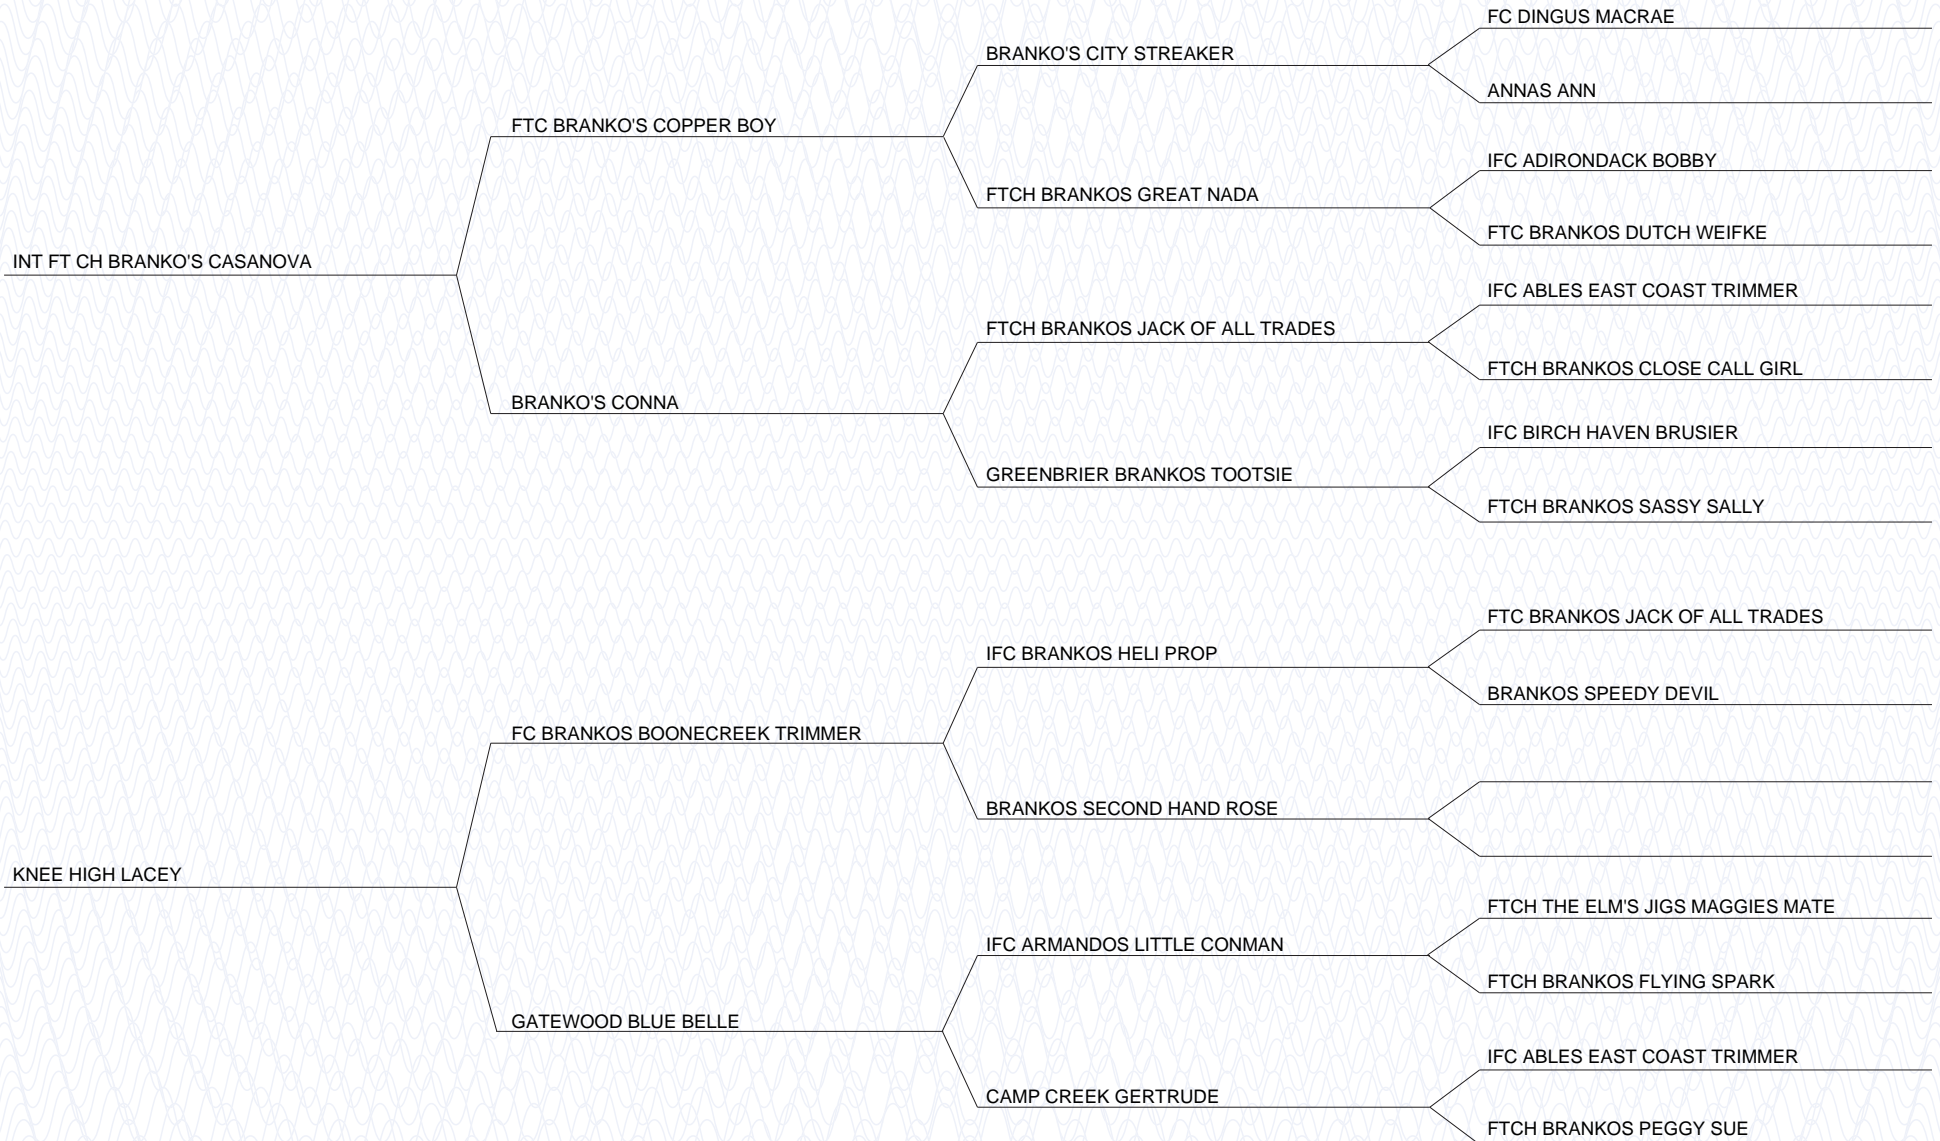 FC DINGUS MACRAE
BRANKO'S CITY STREAKER
ANNAS ANN
FTC BRANKO'S COPPER BOY
IFC ADIRONDACK BOBBY
FTCH BRANKOS GREAT NADA
FTC BRANKOS DUTCH WEIFKE
INT FT CH BRANKO'S CASANOVA
IFC ABLES EAST COAST TRIMMER
FTCH BRANKOS JACK OF ALL TRADES
FTCH BRANKOS CLOSE CALL GIRL
BRANKO'S CONNA
IFC BIRCH HAVEN BRUSIER
GREENBRIER BRANKOS TOOTSIE
FTCH BRANKOS SASSY SALLY
FTC BRANKOS JACK OF ALL TRADES
IFC BRANKOS HELI PROP
BRANKOS SPEEDY DEVIL
FC BRANKOS BOONECREEK TRIMMER
BRANKOS SECOND HAND ROSE
KNEE HIGH LACEY
FTCH THE ELM'S JIGS MAGGIES MATE
IFC ARMANDOS LITTLE CONMAN
FTCH BRANKOS FLYING SPARK
GATEWOOD BLUE BELLE
IFC ABLES EAST COAST TRIMMER
CAMP CREEK GERTRUDE
FTCH BRANKOS PEGGY SUE